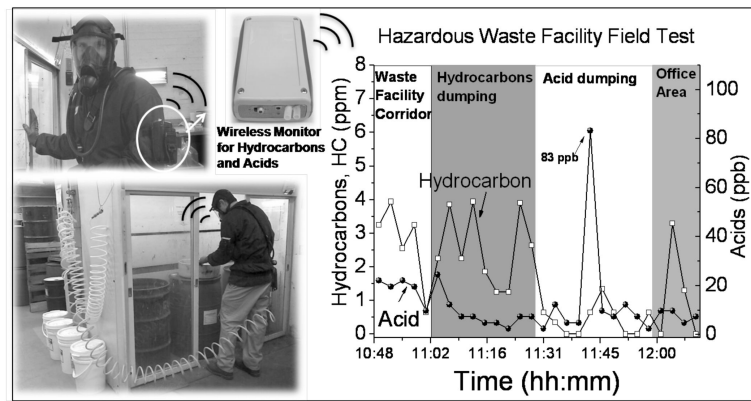 Hazardous Waste Facility Field Test
Wireless Monitor
for Hydrocarbons
and Acids
Waste
Facility
Corridor
Hydrocarbons
dumping
Acid dumping
Office
Area
Hydrocarbons, HC (ppm)
8
7
6
5
4
3
2
1
0
Acids (ppb)
100
80
60
40
20
0
83 ppb
Hydrocarbon
Acid
10:48
11:02
11:16
11:31
11:45
12:00
Time (hh:mm)